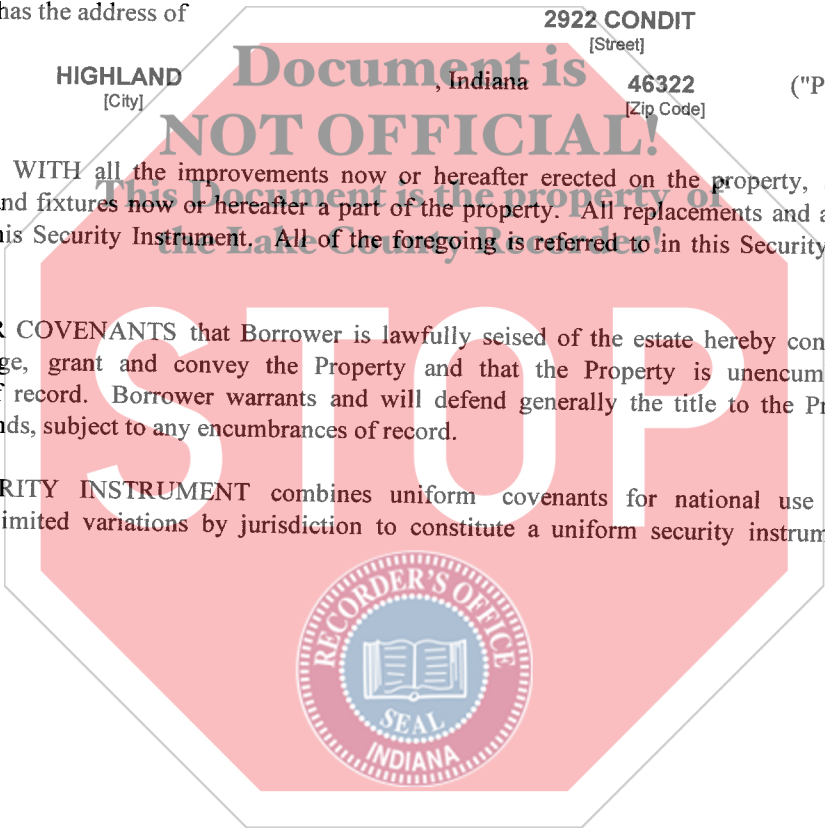 has the address of
2922 CONDIT
[Street]
Document is
HIGHLAND , Indiana 46322 ("P
[City] [Zip Code]
NOT OFFICIAL!
WITH all the improvements now or hereafter erected on the property,
This Document is the property of
nd fixtures now or hereafter a part of the property. All replacements and a
the Lake County Recorder!
is Security Instrument. All of the foregoing is referred to in this Security
STOP
R COVENANTS that Borrower is lawfully seised of the estate hereby con
ge, grant and convey the Property and that the Property is unencum
f record. Borrower warrants and will defend generally the title to the Pr
nds, subject to any encumbrances of record.
RITY INSTRUMENT combines uniform covenants for national use
imited variations by jurisdiction to constitute a uniform security instrum
RECORDER'S OFFICE
SEAL
INDIANA